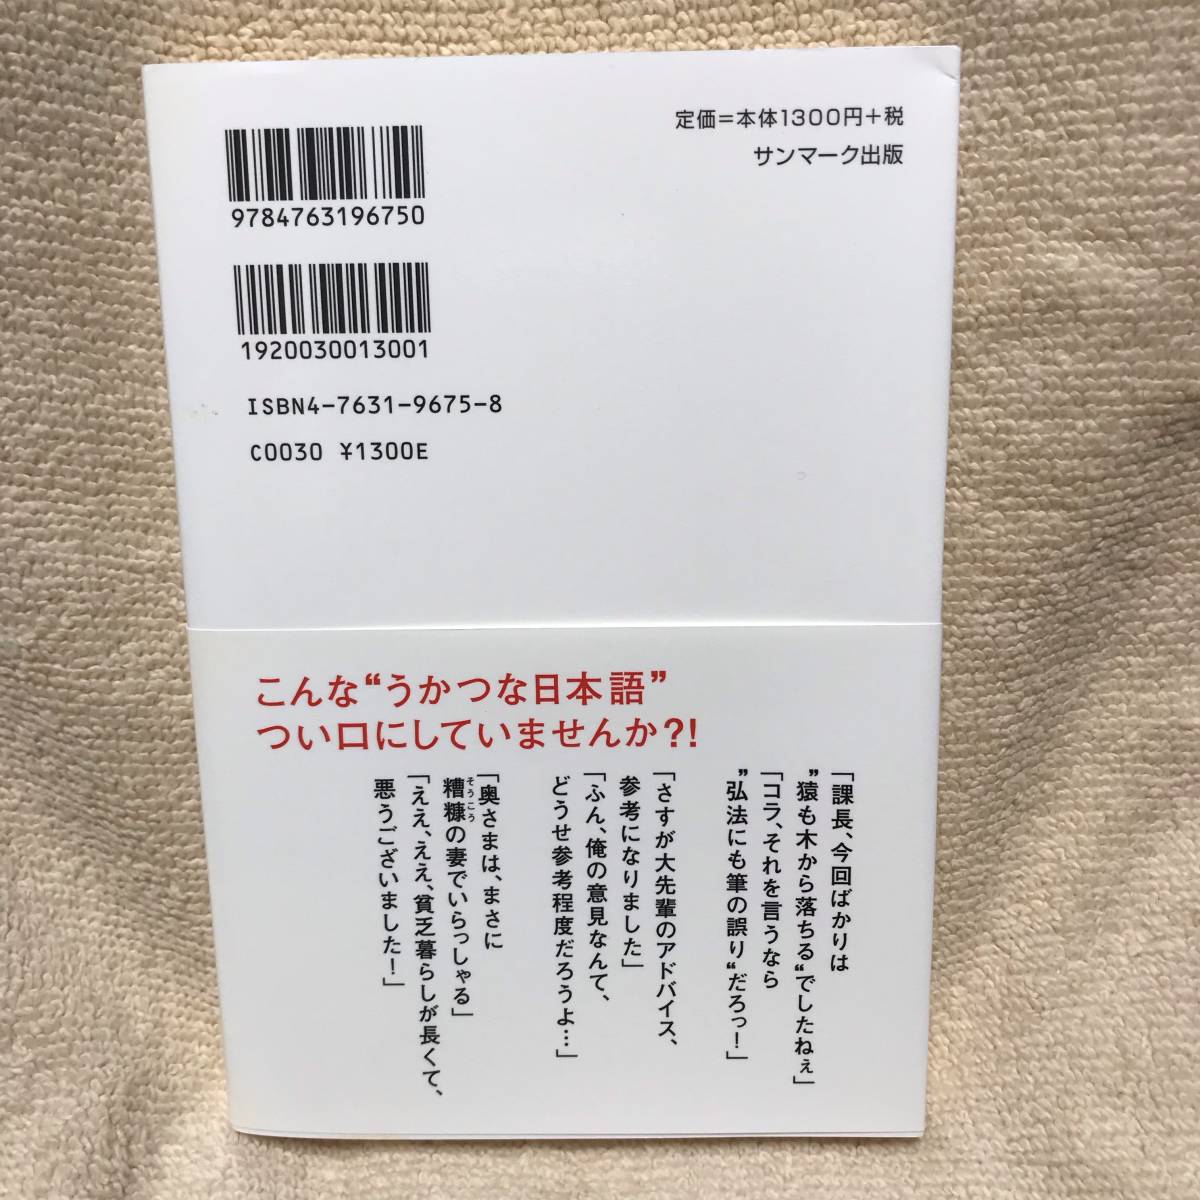 定価=本体1300円+税
サンマーク出版
9784763196750
1920030013001
ISBN4-7631-9675-8
C0030 ¥1300E
こんな“うかつな日本語”
つい口にしていませんか?!
「課長、今回ばかりは
”猿も木から落ちる“でしたねぇ」
「コラ、それを言うなら
”弘法にも筆の誤り“だろっ!」
「さすが大先輩のアドバイス、
参考になりました」
「ふん、俺の意見なんて、
どうせ参考程度だろうよ…」
「奥さまは、まさに
糟糠の妻でいらっしゃる」
そうこう
「ええ、ええ、貧乏暮らしが長くて、
悪うございました!」